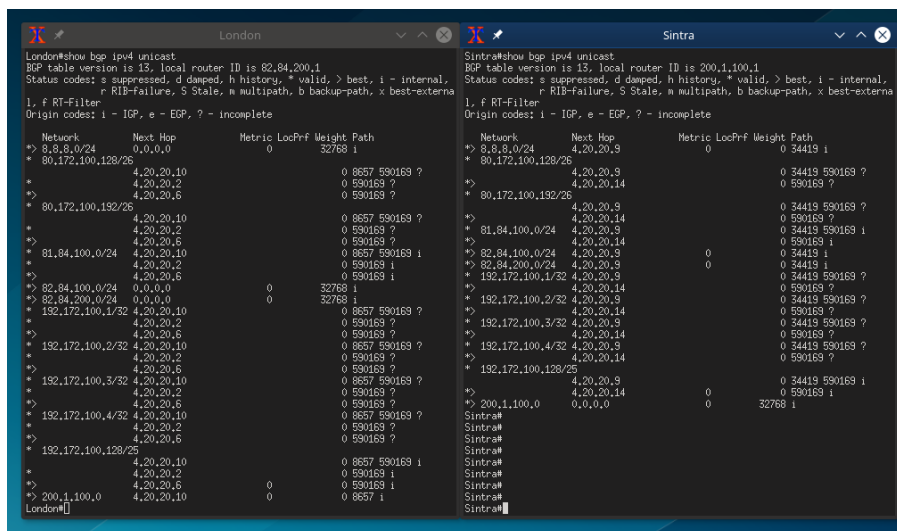 London
London#show bgp ipv4 unicast
BGP table version is 13, local router ID is 82.84.200.1
Status codes: s suppressed, d damped, h history, * valid, > best, i - internal,
r RIB-failure, S Stale, m multipath, b backup-path, x best-externa
l, f RT-Filter
Origin codes: i - IGP, e - EGP, ? - incomplete
Network Next Hop Metric LocPrf Weight Path
*> 8.8.8.0/24 0.0.0.0 0 32768 i
* 80.172.100.128/26
4.20.20.10 0 8657 590169 ?
* 4.20.20.2 0 590169 ?
*> 4.20.20.6 0 590169 ?
* 80.172.100.192/26
4.20.20.10 0 8657 590169 ?
* 4.20.20.2 0 590169 ?
*> 4.20.20.6 0 590169 ?
* 81.84.100.0/24 4.20.20.10 0 8657 590169 i
* 4.20.20.2 0 590169 i
*> 4.20.20.6 0 590169 i
*> 82.84.100.0/24 0.0.0.0 0 32768 i
*> 82.84.200.0/24 0.0.0.0 0 32768 i
* 192.172.100.1/32 4.20.20.10 0 8657 590169 ?
* 4.20.20.2 0 590169 ?
*> 4.20.20.6 0 590169 ?
* 192.172.100.2/32 4.20.20.10 0 8657 590169 ?
* 4.20.20.2 0 590169 ?
*> 4.20.20.6 0 590169 ?
* 192.172.100.3/32 4.20.20.10 0 8657 590169 ?
* 4.20.20.2 0 590169 ?
*> 4.20.20.6 0 590169 ?
* 192.172.100.4/32 4.20.20.10 0 8657 590169 ?
* 4.20.20.2 0 590169 ?
*> 4.20.20.6 0 590169 ?
* 192.172.100.128/25
4.20.20.10 0 8657 590169 i
* 4.20.20.2 0 590169 i
*> 4.20.20.6 0 0 590169 i
*> 200.1.100.0 4.20.20.10 0 0 8657 i
London#
Sintra
Sintra#show bgp ipv4 unicast
BGP table version is 13, local router ID is 200.1.100.1
Status codes: s suppressed, d damped, h history, * valid, > best, i - internal,
r RIB-failure, S Stale, m multipath, b backup-path, x best-externa
l, f RT-Filter
Origin codes: i - IGP, e - EGP, ? - incomplete
Network Next Hop Metric LocPrf Weight Path
*> 8.8.8.0/24 4.20.20.9 0 0 34419 i
* 80.172.100.128/26
4.20.20.9 0 34419 590169 ?
*> 4.20.20.14 0 590169 ?
* 80.172.100.192/26
4.20.20.9 0 34419 590169 ?
*> 4.20.20.14 0 590169 ?
* 81.84.100.0/24 4.20.20.9 0 34419 590169 i
*> 4.20.20.14 0 590169 i
*> 82.84.100.0/24 4.20.20.9 0 0 34419 i
*> 82.84.200.0/24 4.20.20.9 0 0 34419 i
* 192.172.100.1/32 4.20.20.9 0 34419 590169 ?
*> 4.20.20.14 0 590169 ?
* 192.172.100.2/32 4.20.20.9 0 34419 590169 ?
*> 4.20.20.14 0 590169 ?
* 192.172.100.3/32 4.20.20.9 0 34419 590169 ?
*> 4.20.20.14 0 590169 ?
* 192.172.100.4/32 4.20.20.9 0 34419 590169 ?
*> 4.20.20.14 0 590169 ?
* 192.172.100.128/25
4.20.20.9 0 34419 590169 i
*> 4.20.20.14 0 0 590169 i
*> 200.1.100.0 0.0.0.0 0 32768 i
Sintra#
Sintra#
Sintra#
Sintra#
Sintra#
Sintra#
Sintra#
Sintra#
Sintra#